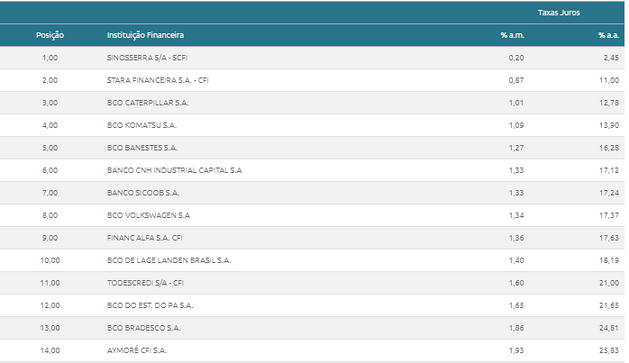 Taxas Juros
Posição Instituição Financeira % a.m. % a.a.
1,00 SINOSSERRA S/A - SCFI 0,20 2,45
2,00 STARA FINANCEIRA S.A. - CFI 0,87 11,00
3,00 BCO CATERPILLAR S.A. 1,01 12,78
4,00 BCO KOMATSU S.A. 1,09 13,90
5,00 BCO BANESTES S.A. 1,27 16,28
6,00 BANCO CNH INDUSTRIAL CAPITAL S.A 1,33 17,12
7,00 BANCO SICOOB S.A. 1,33 17,24
8,00 BCO VOLKSWAGEN S.A 1,34 17,37
9,00 FINANC ALFA S.A. CFI 1,36 17,63
10,00 BCO DE LAGE LANDEN BRASIL S.A. 1,40 18,19
11,00 TODESCREDI S/A - CFI 1,60 21,00
12,00 BCO DO EST. DO PA S.A. 1,65 21,65
13,00 BCO BRADESCO S.A. 1,86 24,81
14,00 AYMORÉ CFI S.A. 1,93 25,83